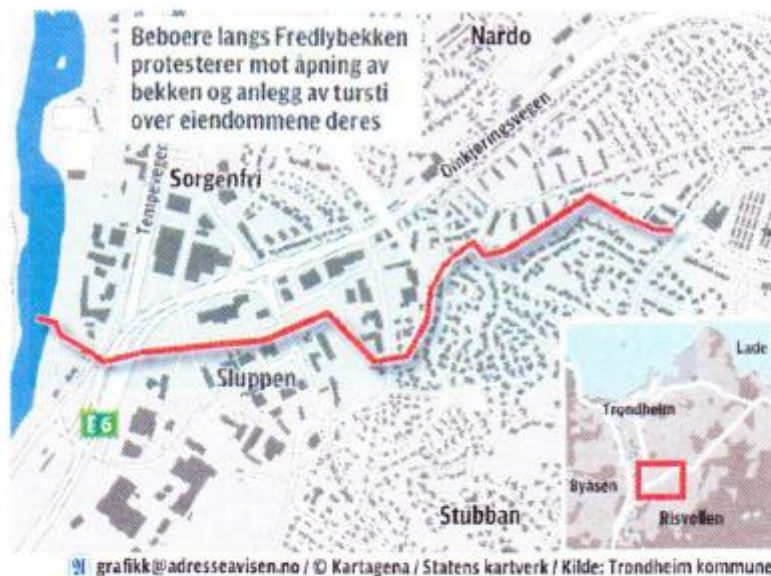 Beboere langs Fredlybekken
protesterer mot åpning av
bekken og anlegg av tursti
over eiendommene deres
Nardo
Omkjøringsvegen
Sorgenfri
Tempevegen
Sluppen
E6
Stubban
Lade
Trondheim
Byåsen
Risvollen
grafikk@adresseavisen.no / © Kartagena / Statens kartverk / Kilde: Trondheim kommune